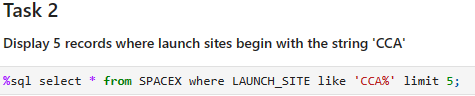 Task 2
Display 5 records where launch sites begin with the string 'CCA'
%sql select * from SPACEX where LAUNCH_SITE like 'CCA%' limit 5;